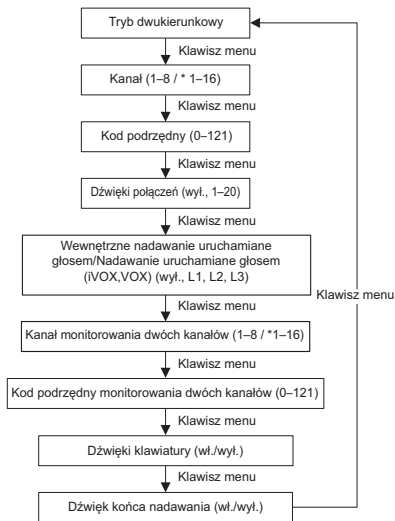 Tryb dwukierunkowy
Klawisz menu
Kanał (1–8 / * 1–16)
Klawisz menu
Kod podrzędny (0–121)
Klawisz menu
Dźwięki połączeń (wył., 1–20)
Klawisz menu
Wewnętrzne nadawanie uruchamiane
głosem/Nadawanie uruchamiane głosem
(iVOX,VOX) (wył., L1, L2, L3)
Klawisz menu
Klawisz menu
Kanał monitorowania dwóch kanałów (1–8 / *1–16)
Klawisz menu
Kod podrzędny monitorowania dwóch kanałów (0–121)
Klawisz menu
Dźwięki klawiatury (wł./wył.)
Klawisz menu
Dźwięk końca nadawania (wł./wył.)